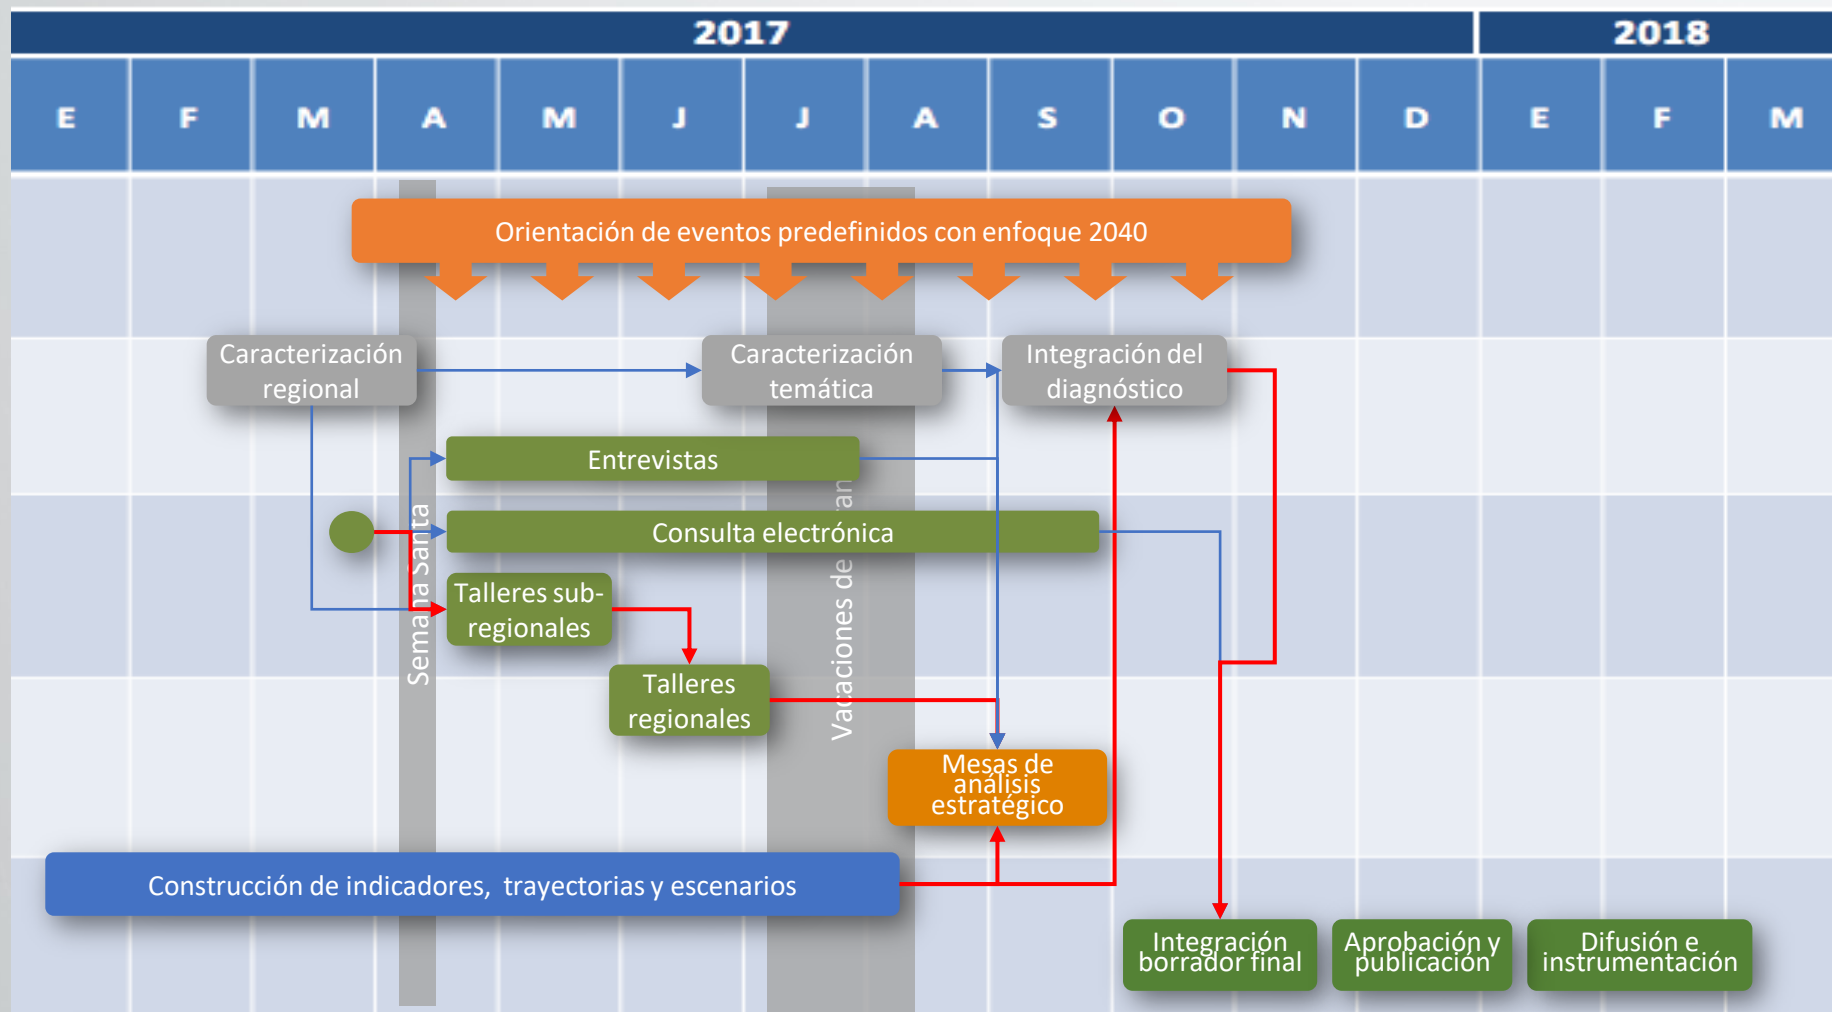 2017
2018
E F M A M J J A S O N D E F M
Orientación de eventos predefinidos con enfoque 2040
Caracterización
regional
Caracterización
temática
Integración del
diagnóstico
Entrevistas
Consulta electrónica
Semana Santa
Vacaciones de
Talleres sub-
regionales
Talleres
regionales
Mesas de
análisis
estratégico
Construcción de indicadores, trayectorias y escenarios
Integración
borrador final
Aprobación y
publicación
Difusión e
instrumentación